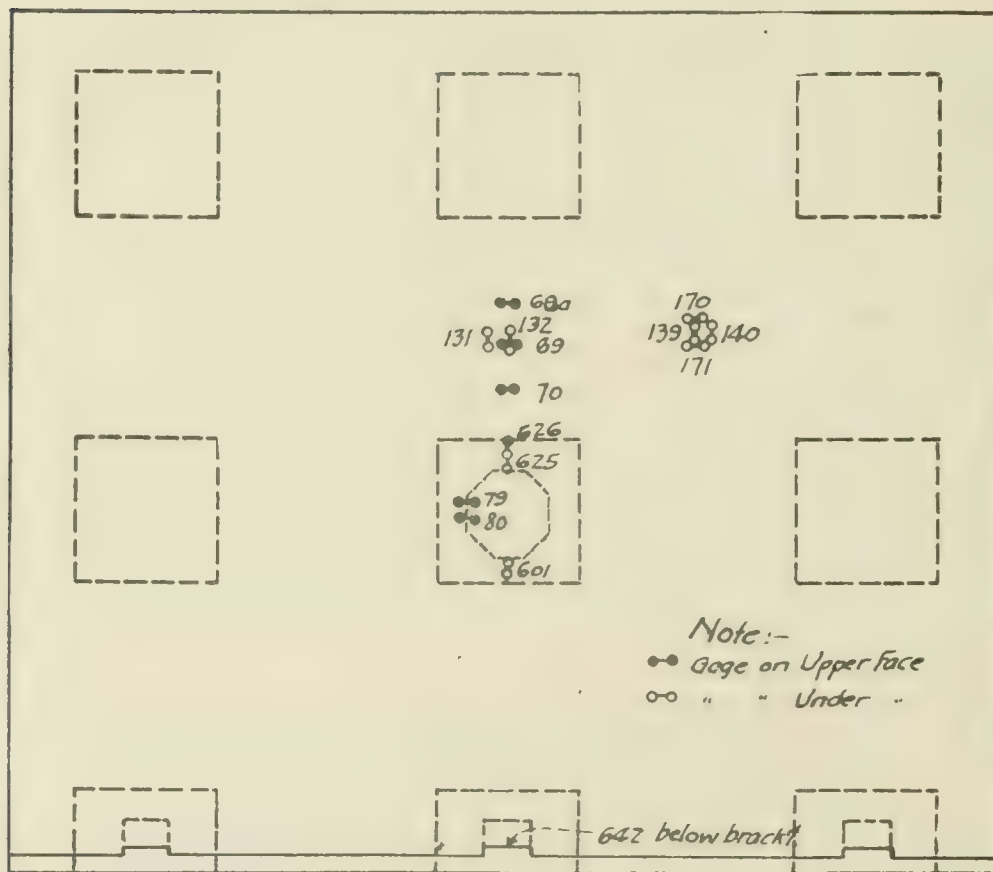 68a
132
131
69
70
170
139
140
171
626
625
79
80
601
Note:-
Gage on Upper Face
" " Under "
642 below brack't